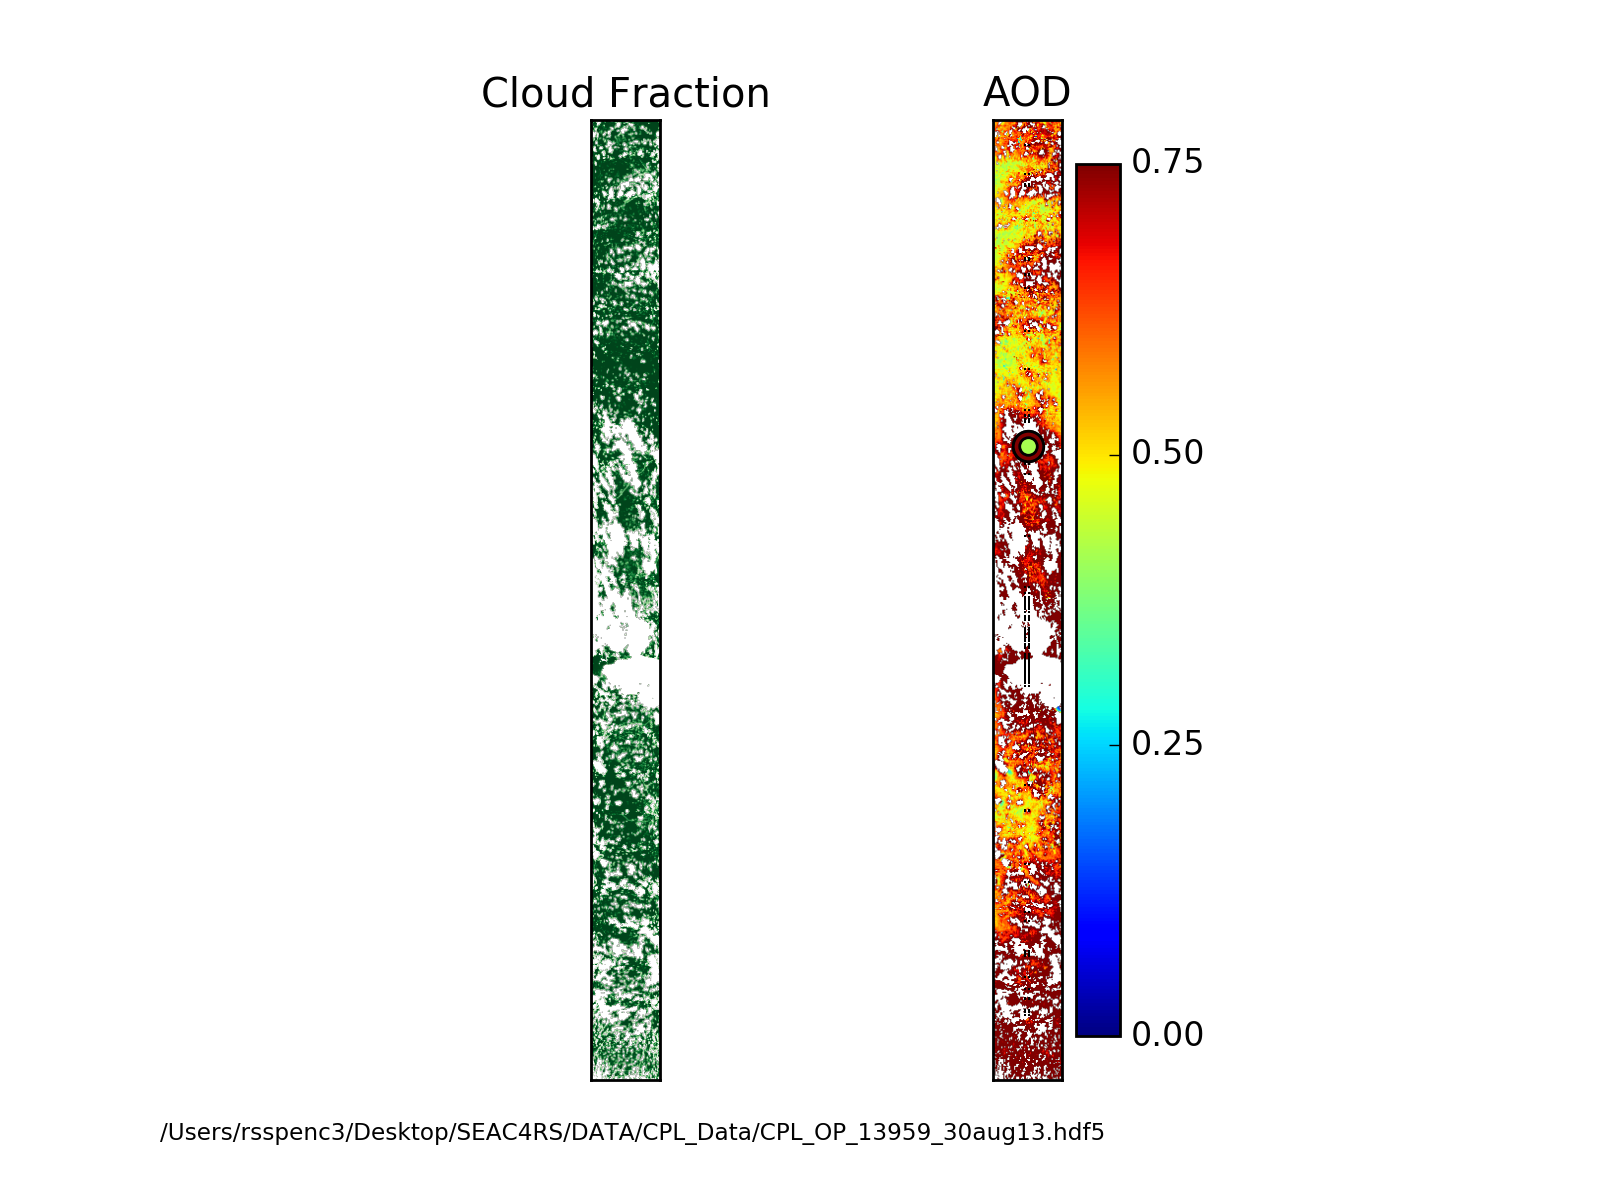 Cloud Fraction
AOD
0.75
0.50
0.25
0.00
/Users/rsspenc3/Desktop/SEAC4RS/DATA/CPL_Data/CPL_OP_13959_30aug13.hdf5